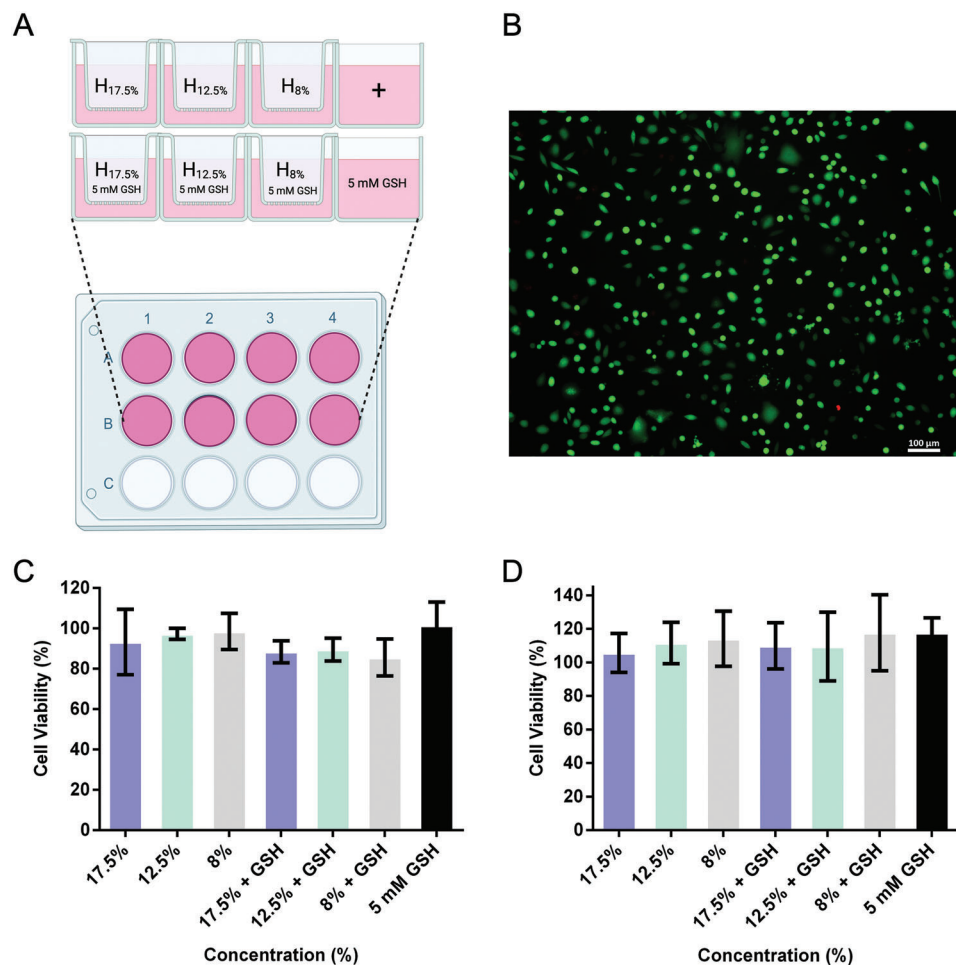 A
H17.5%
H12.5%
H8%
+
H17.5%
5 mM GSH
H12.5%
5 mM GSH
H8%
5 mM GSH
5 mM GSH
1 2 3 4
A
B
C
B
100 µm
C
Cell Viability (%)
120
100
80
60
40
20
0
17.5%
12.5%
8%
17.5% + GSH
12.5% + GSH
8% + GSH
5 mM GSH
Concentration (%)
D
Cell Viability (%)
140
120
100
80
60
40
20
0
17.5%
12.5%
8%
17.5% + GSH
12.5% + GSH
8% + GSH
5 mM GSH
Concentration (%)